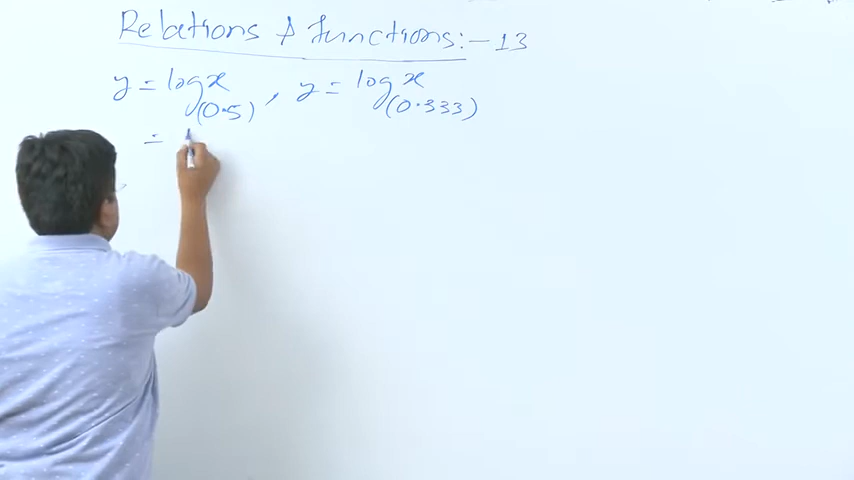 Relations & functions:- 13
y = log x (0.5) , y = log x (0.333)
=